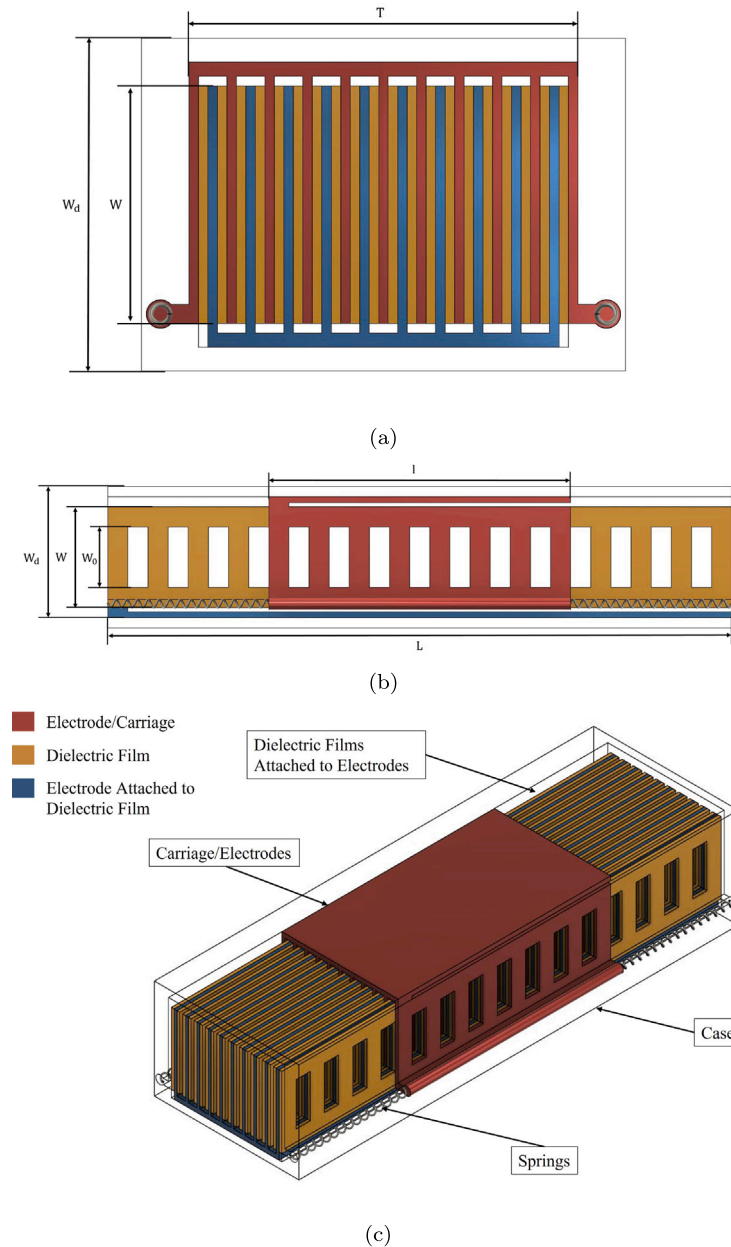 T
W
W_d
(a)
l
W_d
W
W_0
L
(b)
Electrode/Carriage
Dielectric Film
Electrode Attached to
Dielectric Film
Dielectric Films
Attached to Electrodes
Carriage/Electrodes
Case
Springs
(c)